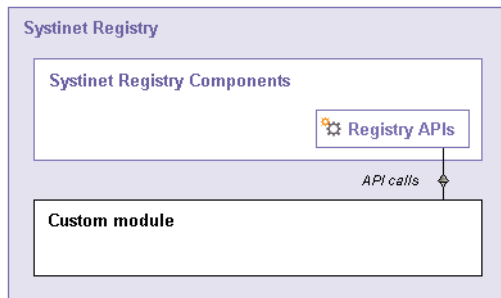 Systinet Registry
Systinet Registry Components
Registry APIs
API calls
Custom module